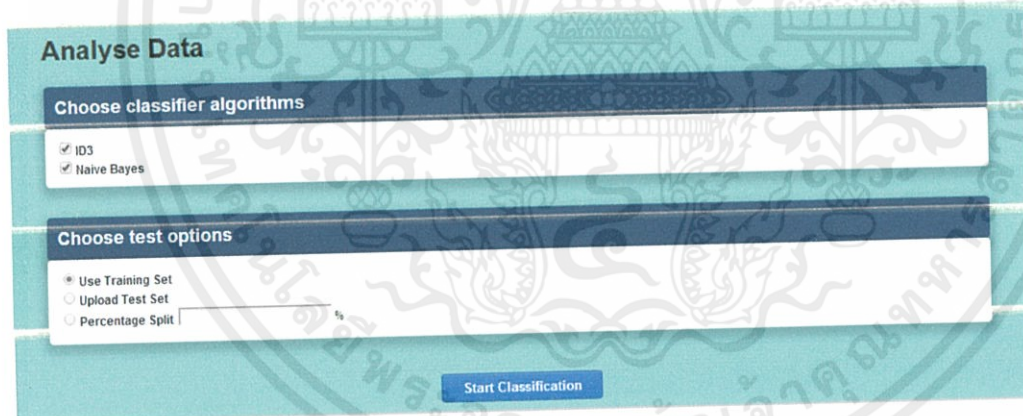 Analyse Data
Choose classifier algorithms
ID3
Naive Bayes
Choose test options
Use Training Set
Upload Test Set
Percentage Split %
Start Classification